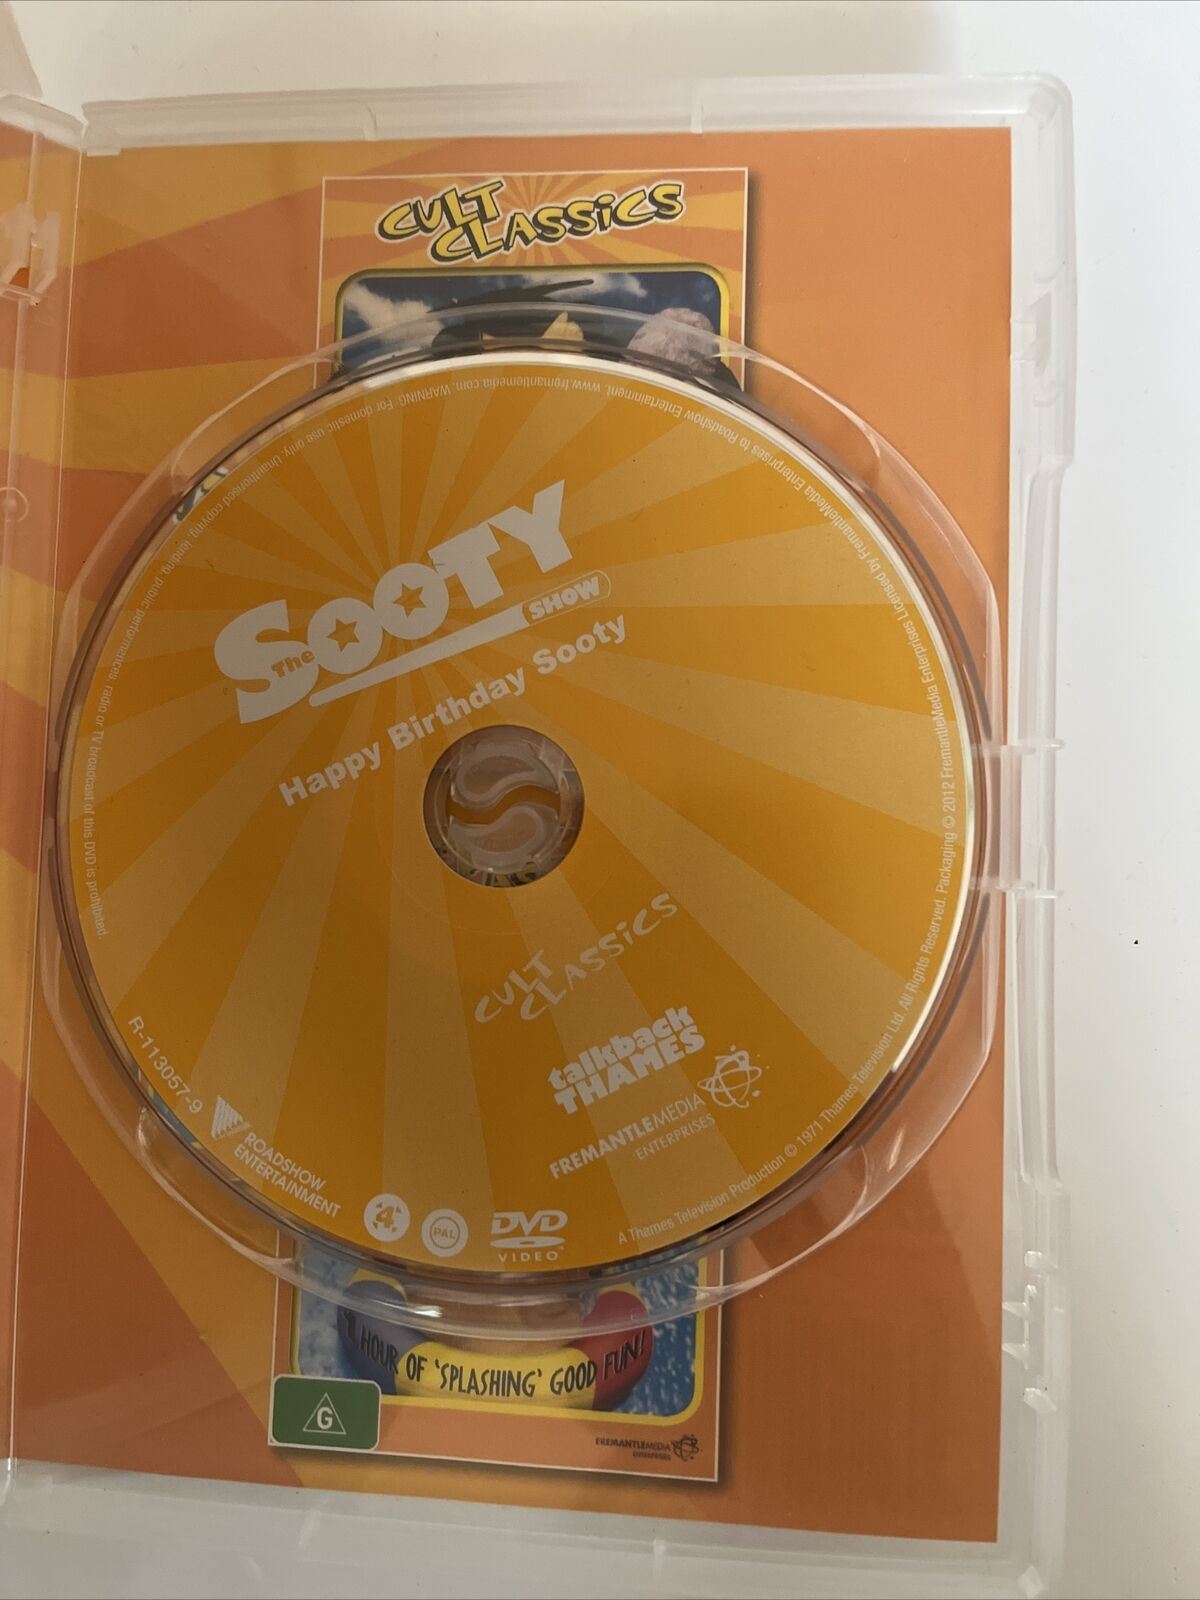 CULT
CLASSICS
The SOOTY
SHOW
Happy Birthday Sooty
CULT
CLASSICS
talkback
THAMES
FREMANTLEMEDIA
ENTERPRISES
R-113057-9
ROADSHOW
ENTERTAINMENT
4
PAL
DVD
VIDEO™
A Thames Television Production © 1971 Thames Television Ltd. All Rights Reserved. Packaging © 2012 FremantleMedia Enterprises Licensed by FremantleMedia Enterprises to Roadshow Entertainment. www.fremantlemedia.com. WARNING: For domestic use only. Unauthorised copying, lending, public performances, radio or TV broadcast of this DVD is prohibited.
1 HOUR OF 'SPLASHING' GOOD FUN!
G
FREMANTLEMEDIA
ENTERPRISES